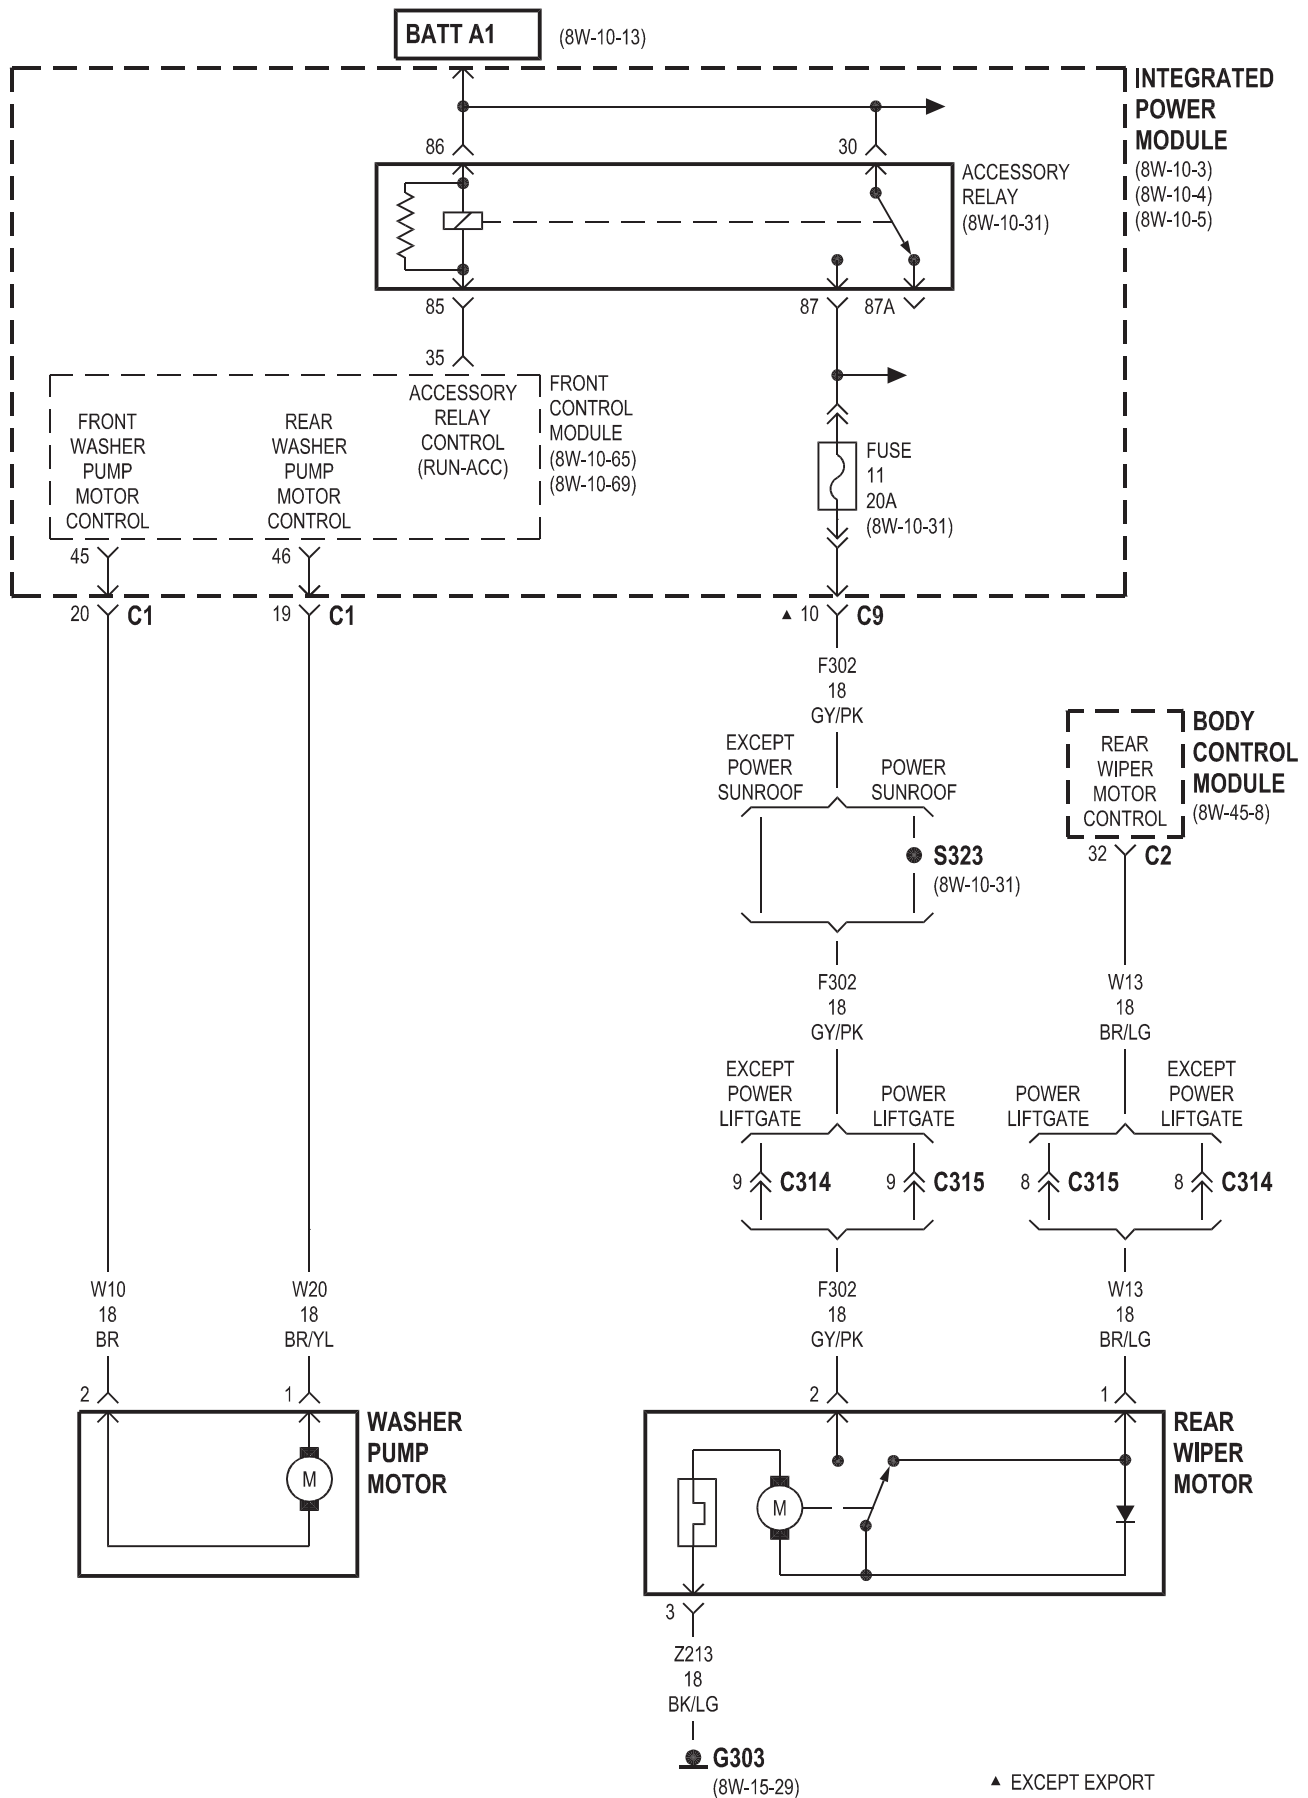 BATT A1 (8W-10-13)
INTEGRATED
POWER
MODULE
(8W-10-3)
(8W-10-4)
(8W-10-5)
86
30
ACCESSORY
RELAY
(8W-10-31)
85
87
87A
35
FRONT
WASHER
PUMP
MOTOR
CONTROL
REAR
WASHER
PUMP
MOTOR
CONTROL
ACCESSORY
RELAY
CONTROL
(RUN-ACC)
FRONT
CONTROL
MODULE
(8W-10-65)
(8W-10-69)
FUSE
11
20A
(8W-10-31)
45
46
20 C1
19 C1
▲ 10 C9
F302
18
GY/PK
EXCEPT
POWER
SUNROOF
POWER
SUNROOF
S323
(8W-10-31)
REAR
WIPER
MOTOR
CONTROL
BODY
CONTROL
MODULE
(8W-45-8)
32 C2
F302
18
GY/PK
W13
18
BR/LG
EXCEPT
POWER
LIFTGATE
POWER
LIFTGATE
POWER
LIFTGATE
EXCEPT
POWER
LIFTGATE
9 C314
9 C315
8 C315
8 C314
W10
18
BR
W20
18
BR/YL
F302
18
GY/PK
W13
18
BR/LG
2
1
2
1
WASHER
PUMP
MOTOR
M
REAR
WIPER
MOTOR
M
3
Z213
18
BK/LG
G303
(8W-15-29)
▲ EXCEPT EXPORT